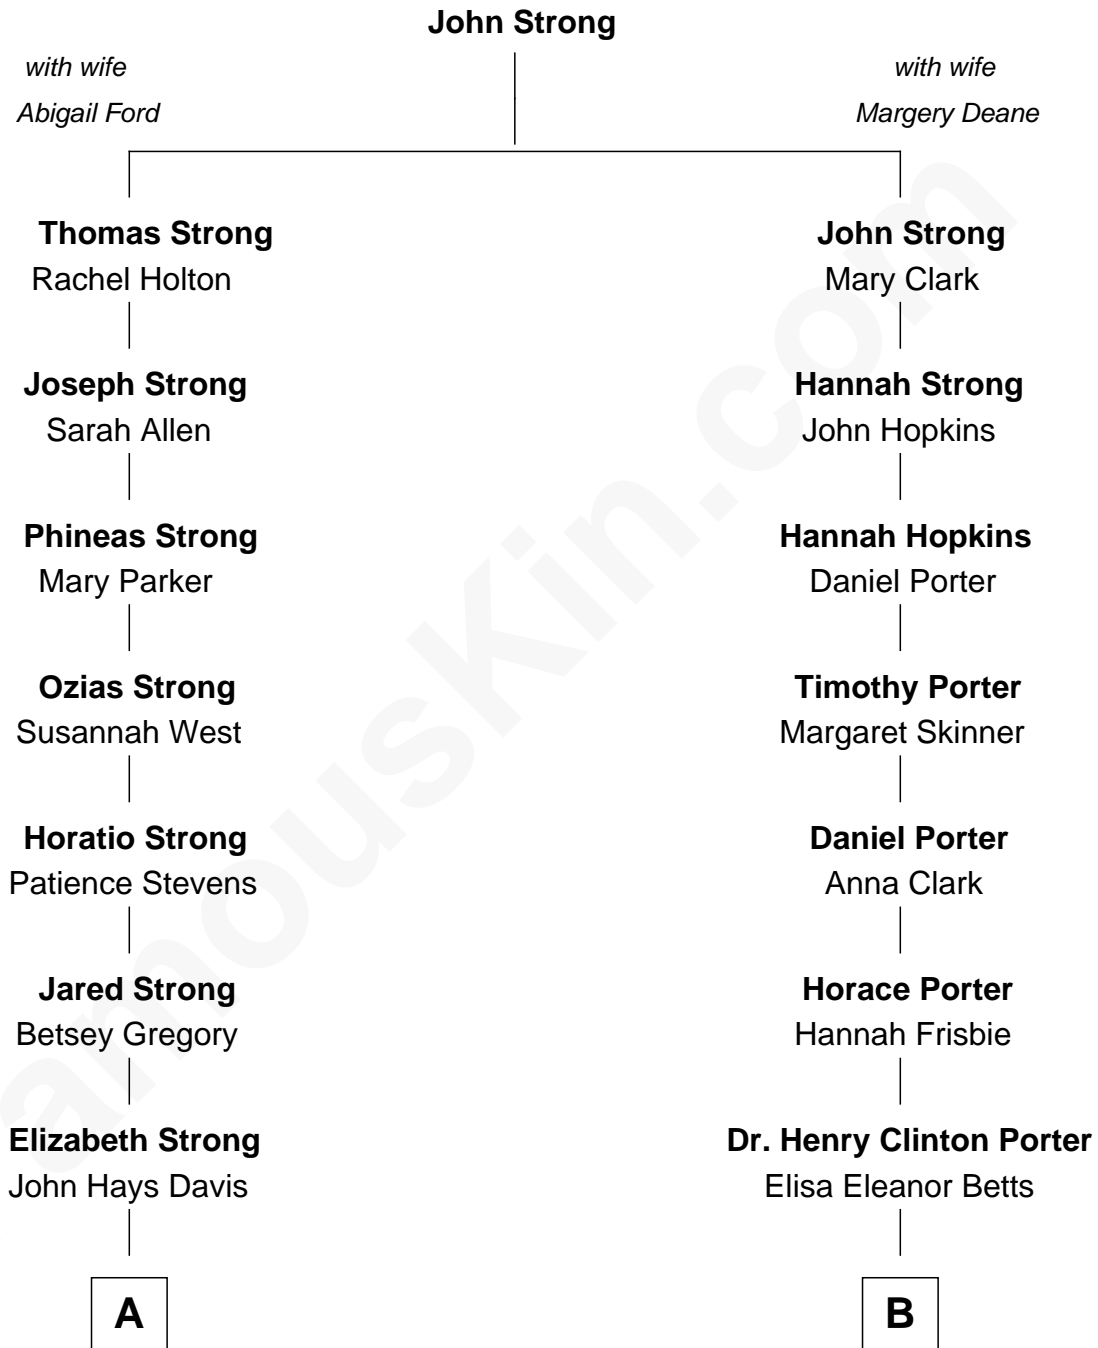 John Strong
with wife
Abigail Ford
with wife
Margery Deane
Thomas Strong
Rachel Holton
John Strong
Mary Clark
Joseph Strong
Sarah Allen
Hannah Strong
John Hopkins
Phineas Strong
Mary Parker
Hannah Hopkins
Daniel Porter
Ozias Strong
Susannah West
Timothy Porter
Margaret Skinner
Horatio Strong
Patience Stevens
Daniel Porter
Anna Clark
Jared Strong
Betsey Gregory
Horace Porter
Hannah Frisbie
Elizabeth Strong
John Hays Davis
Dr. Henry Clinton Porter
Elisa Eleanor Betts
A
B
amousKin.com